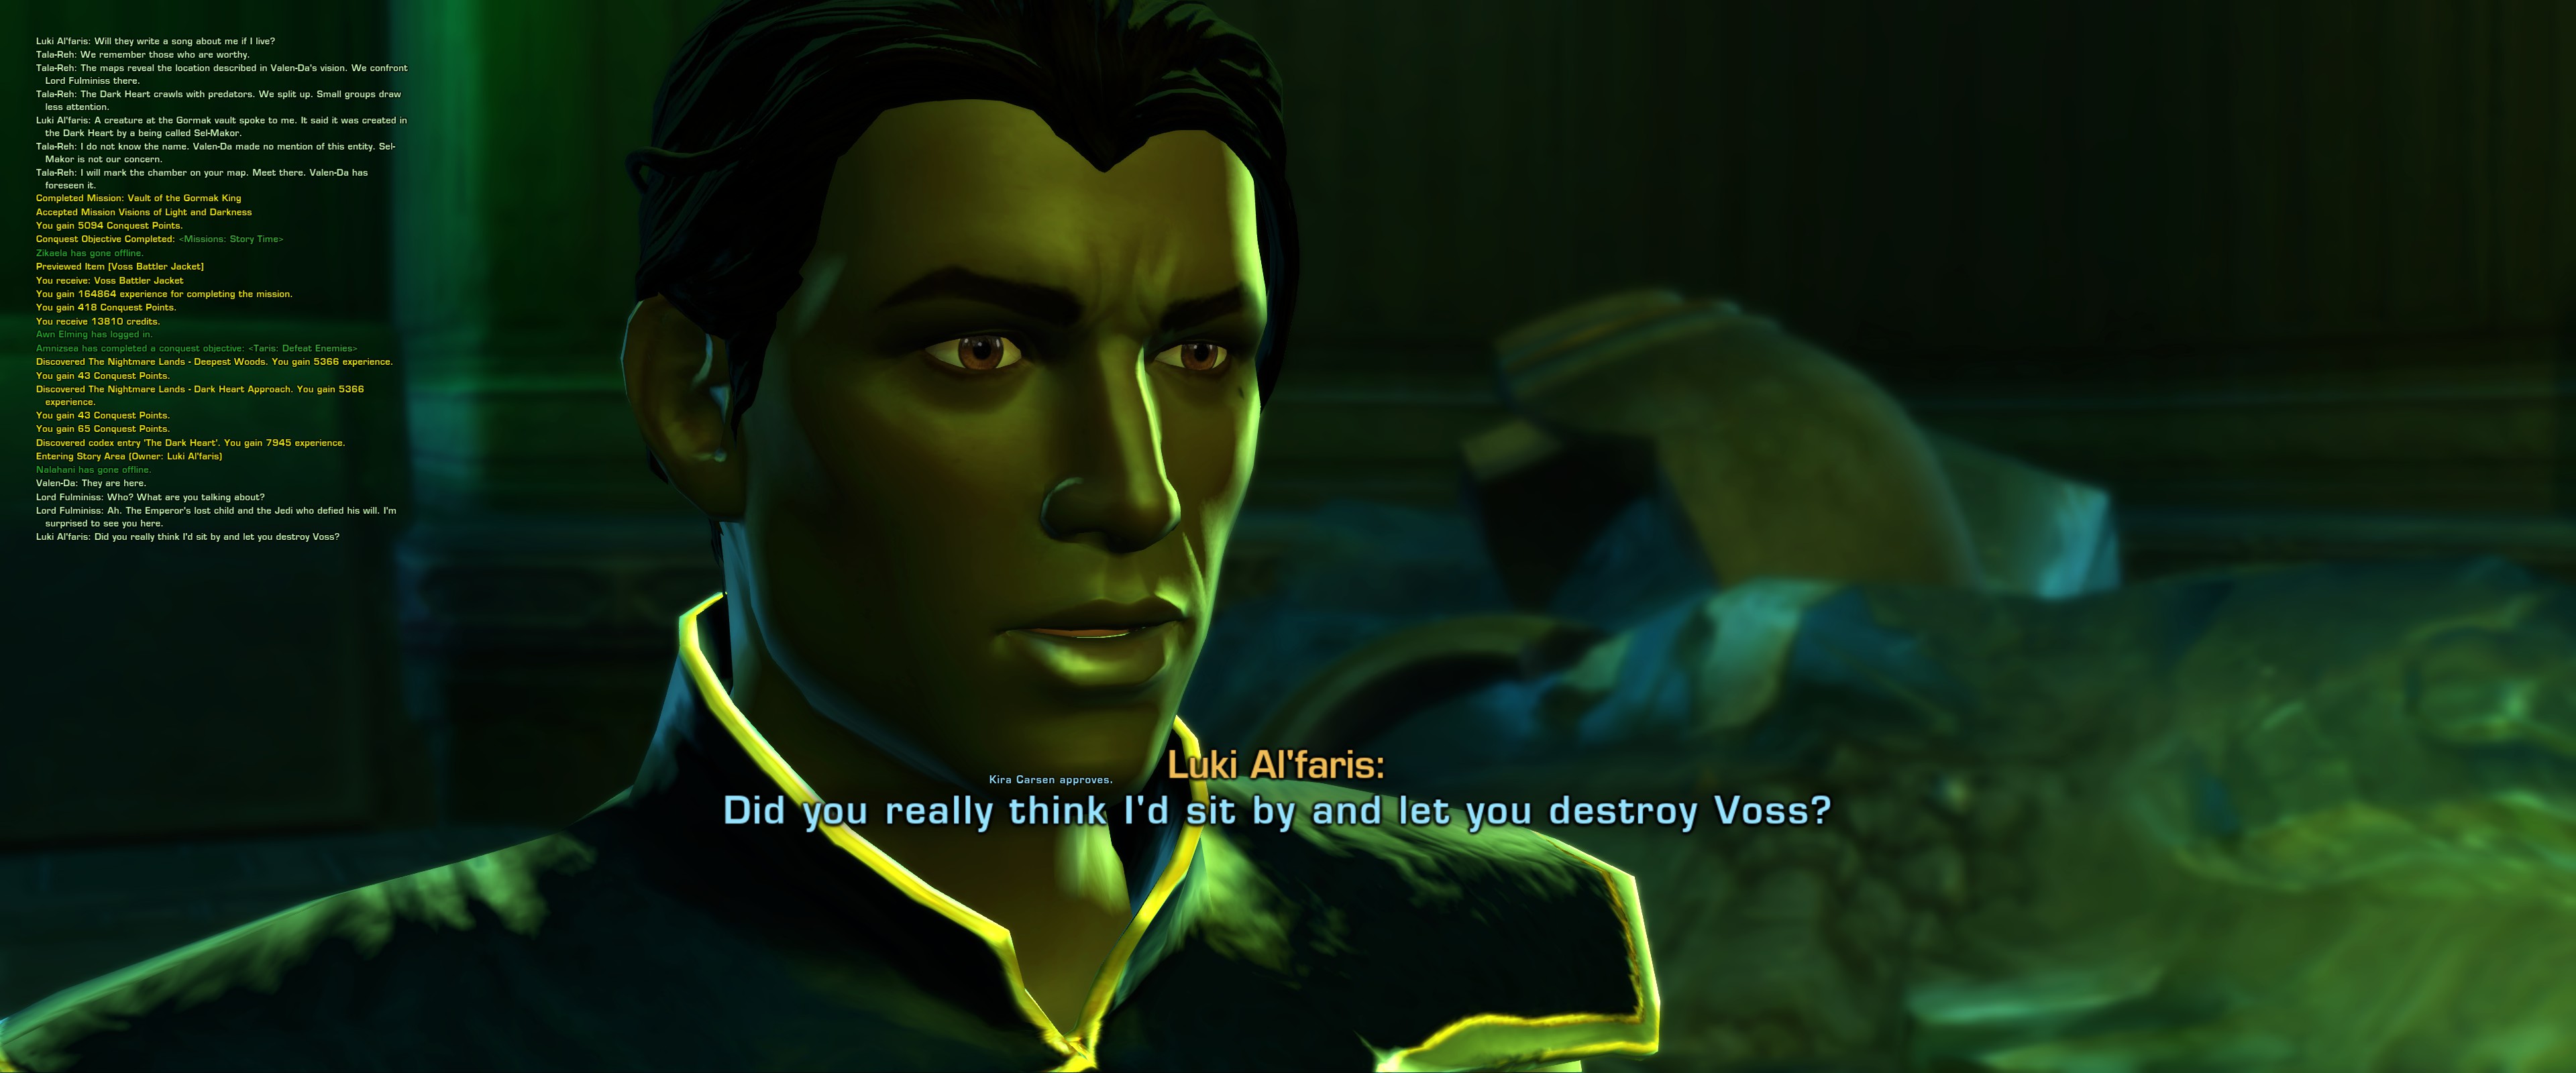 Luki Al'faris: Will they write a song about me if I live?
Tala-Reh: We remember those who are worthy.
Tala-Reh: The maps reveal the location described in Valen-Da's vision. We confront
Lord Fulminiss there.
Tala-Reh: The Dark Heart crawls with predators. We split up. Small groups draw
less attention.
Luki Al'faris: A creature at the Gormak vault spoke to me. It said it was created in
the Dark Heart by a being called Sel-Makor.
Tala-Reh: I do not know the name. Valen-Da made no mention of this entity. Sel-
Makor is not our concern.
Tala-Reh: I will mark the chamber on your map. Meet there. Valen-Da has
foreseen it.
Completed Mission: Vault of the Gormak King
Accepted Mission Visions of Light and Darkness
You gain 5094 Conquest Points.
Conquest Objective Completed: <Missions: Story Time>
Zikaela has gone offline.
Previewed Item [Voss Battler Jacket]
You receive: Voss Battler Jacket
You gain 164864 experience for completing the mission.
You gain 418 Conquest Points.
You receive 13810 credits.
Awn Elming has logged in.
Amnizsea has completed a conquest objective: <Taris: Defeat Enemies>
Discovered The Nightmare Lands - Deepest Woods. You gain 5366 experience.
You gain 43 Conquest Points.
Discovered The Nightmare Lands - Dark Heart Approach. You gain 5366
experience.
You gain 43 Conquest Points.
You gain 65 Conquest Points.
Discovered codex entry 'The Dark Heart'. You gain 7945 experience.
Entering Story Area (Owner: Luki Al'faris)
Nalahani has gone offline.
Valen-Da: They are here.
Lord Fulminiss: Who? What are you talking about?
Lord Fulminiss: Ah. The Emperor's lost child and the Jedi who defied his will. I'm
surprised to see you here.
Luki Al'faris: Did you really think I'd sit by and let you destroy Voss?
Luki Al'faris:
Kira Carsen approves.
Did you really think I'd sit by and let you destroy Voss?